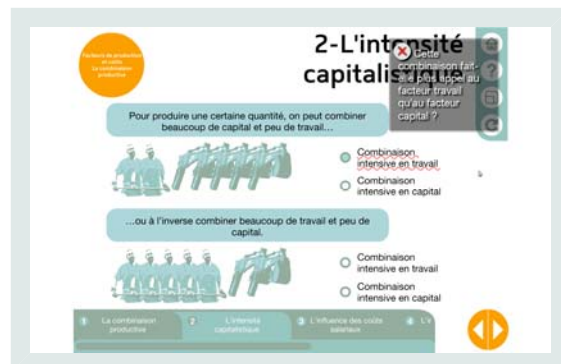 Facteurs de production
et coûts
La combinaison
productive
2-L'intensité
capitalistique
Cette
combinaison fait-
elle plus appel au
facteur travail
qu'au facteur
capital ?
Pour produire une certaine quantité, on peut combiner
beaucoup de capital et peu de travail…
Combinaison
intensive en travail
Combinaison
intensive en capital
…ou à l'inverse combiner beaucoup de travail et peu de
capital.
Combinaison
intensive en travail
Combinaison
intensive en capital
1 La combinaison
productive
2 L'intensité
capitalistique
3 L'influence des coûts
salariaux
4 L'